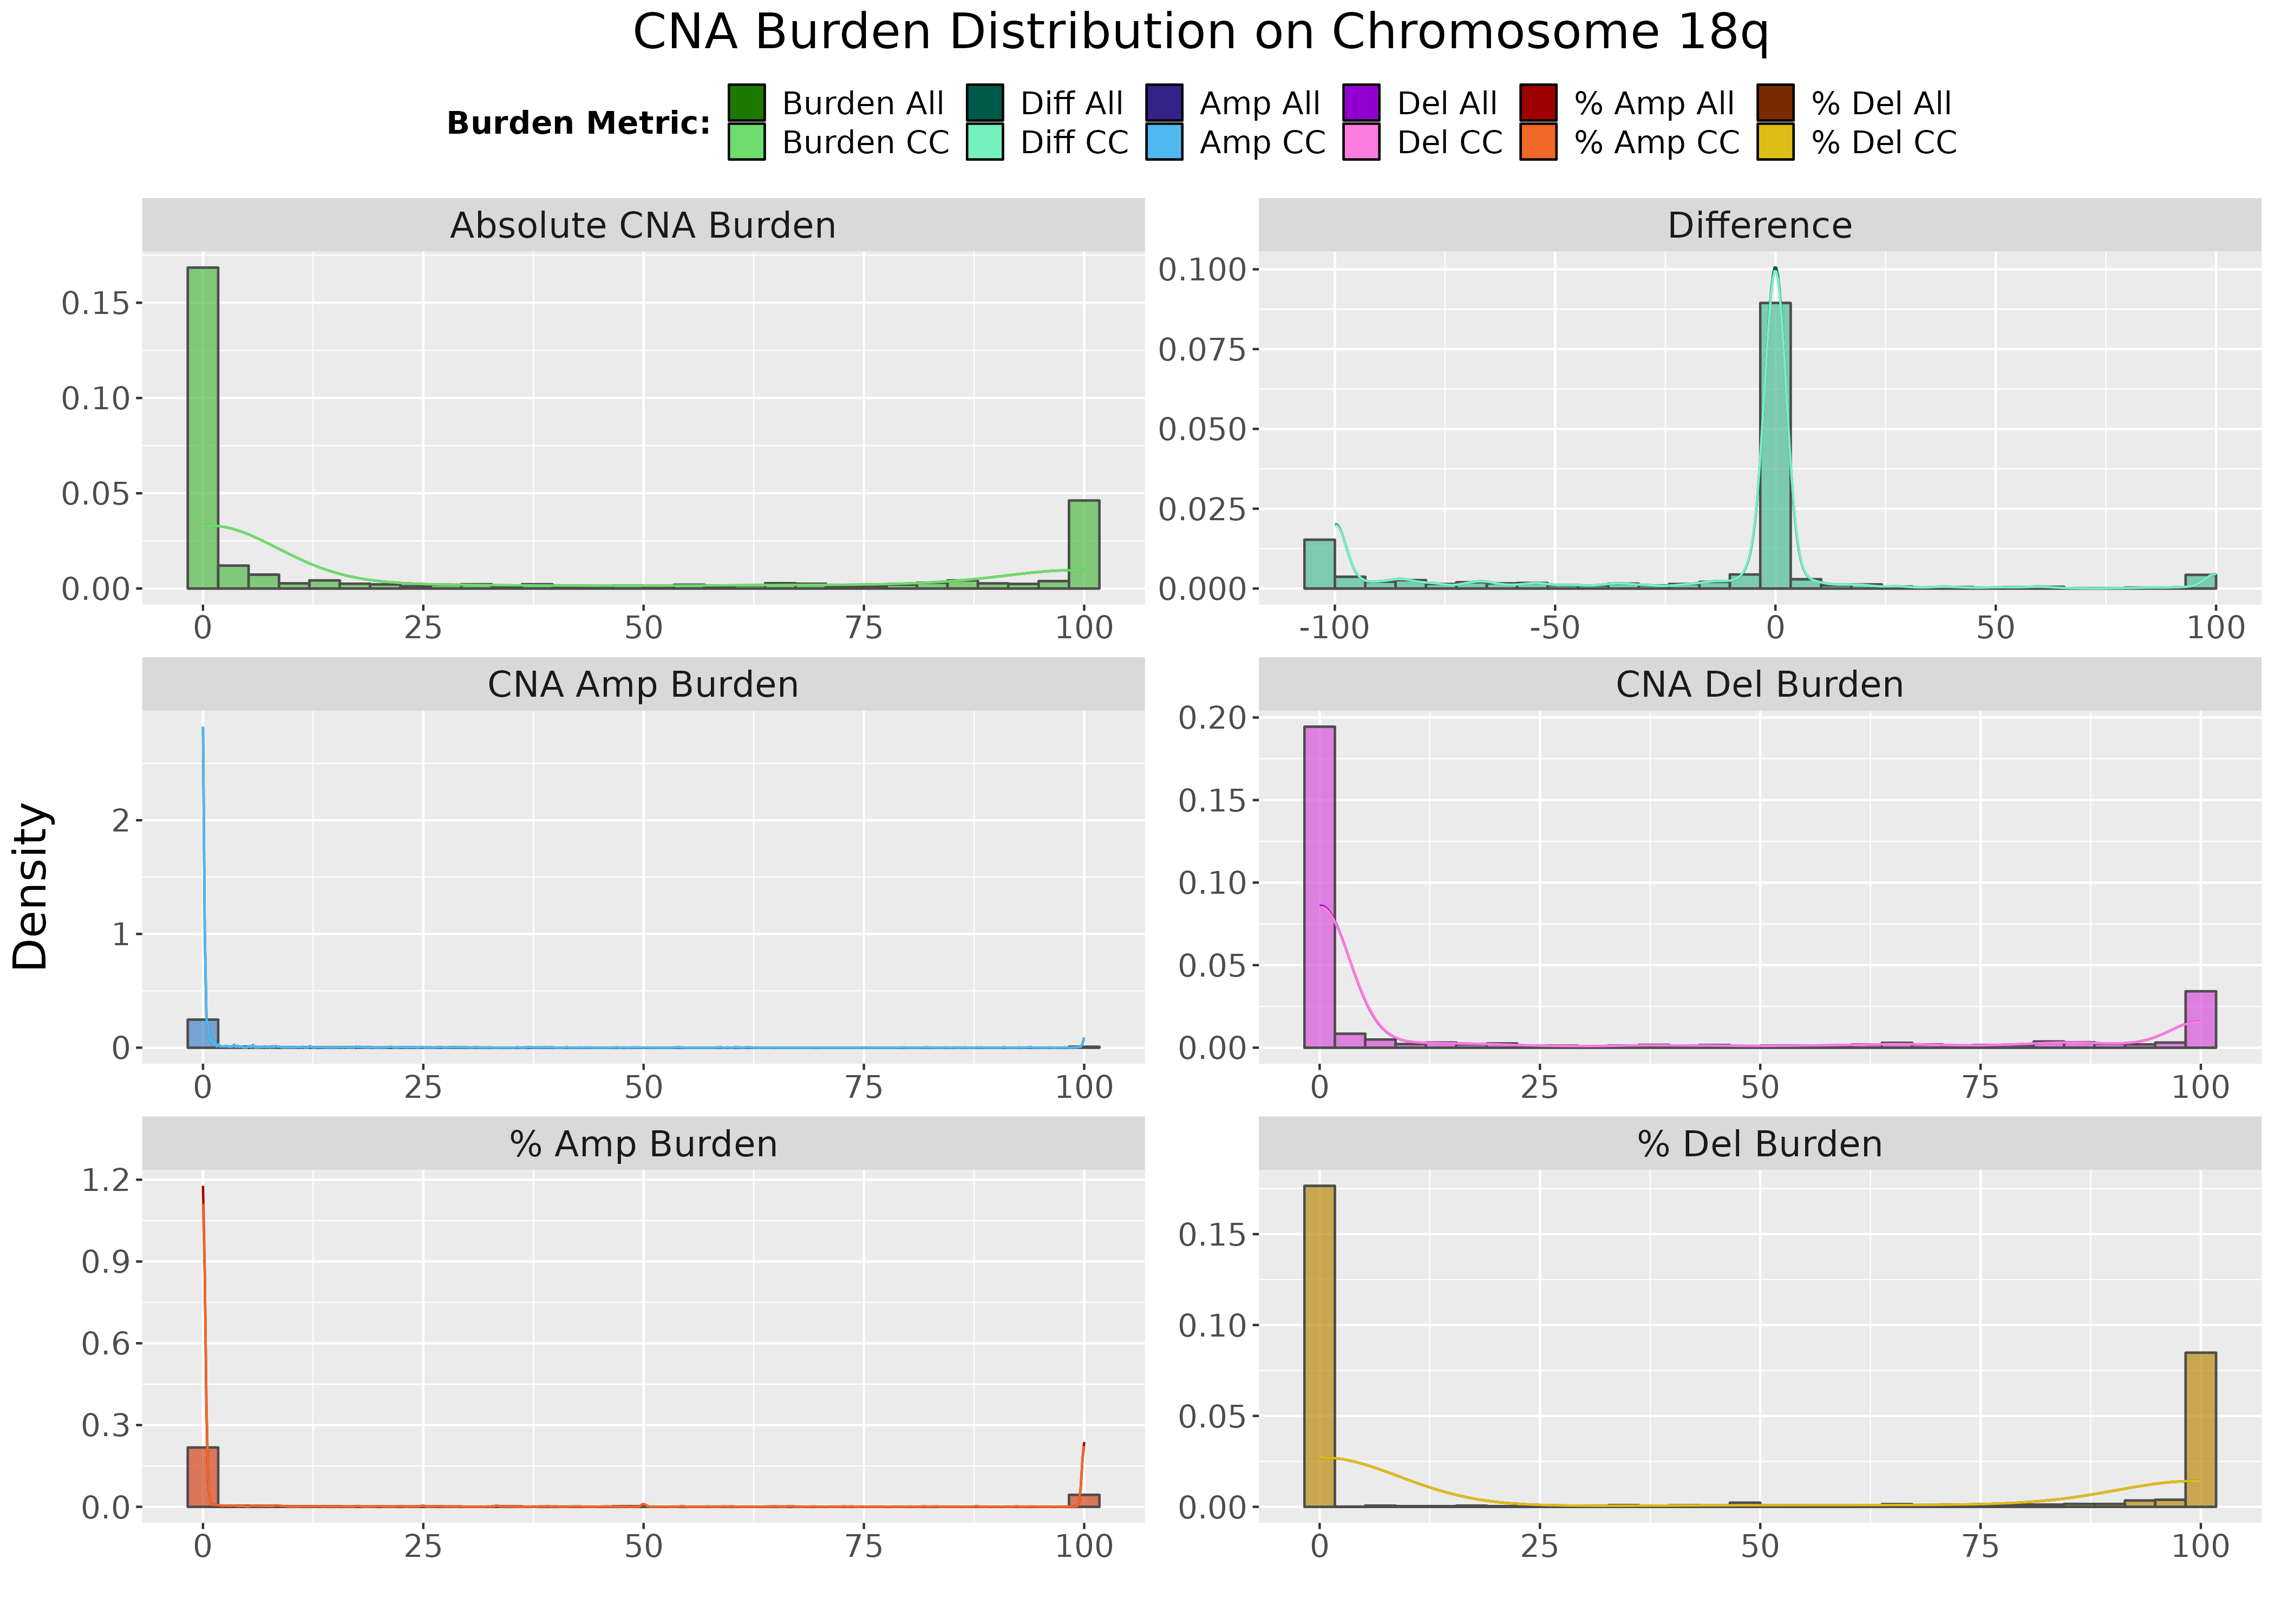 CNA Burden Distribution on Chromosome 18q
Burden Metric:
Burden All Diff All Amp All Del All % Amp All % Del All
Burden CC Diff CC Amp CC Del CC % Amp CC % Del CC
Density
Absolute CNA Burden
0.15
0.10
0.05
0.00
0 25 50 75 100
Difference
0.100
0.075
0.050
0.025
0.000
-100 -50 0 50 100
CNA Amp Burden
2
1
0
0 25 50 75 100
CNA Del Burden
0.20
0.15
0.10
0.05
0.00
0 25 50 75 100
% Amp Burden
1.2
0.9
0.6
0.3
0.0
0 25 50 75 100
% Del Burden
0.15
0.10
0.05
0.00
0 25 50 75 100